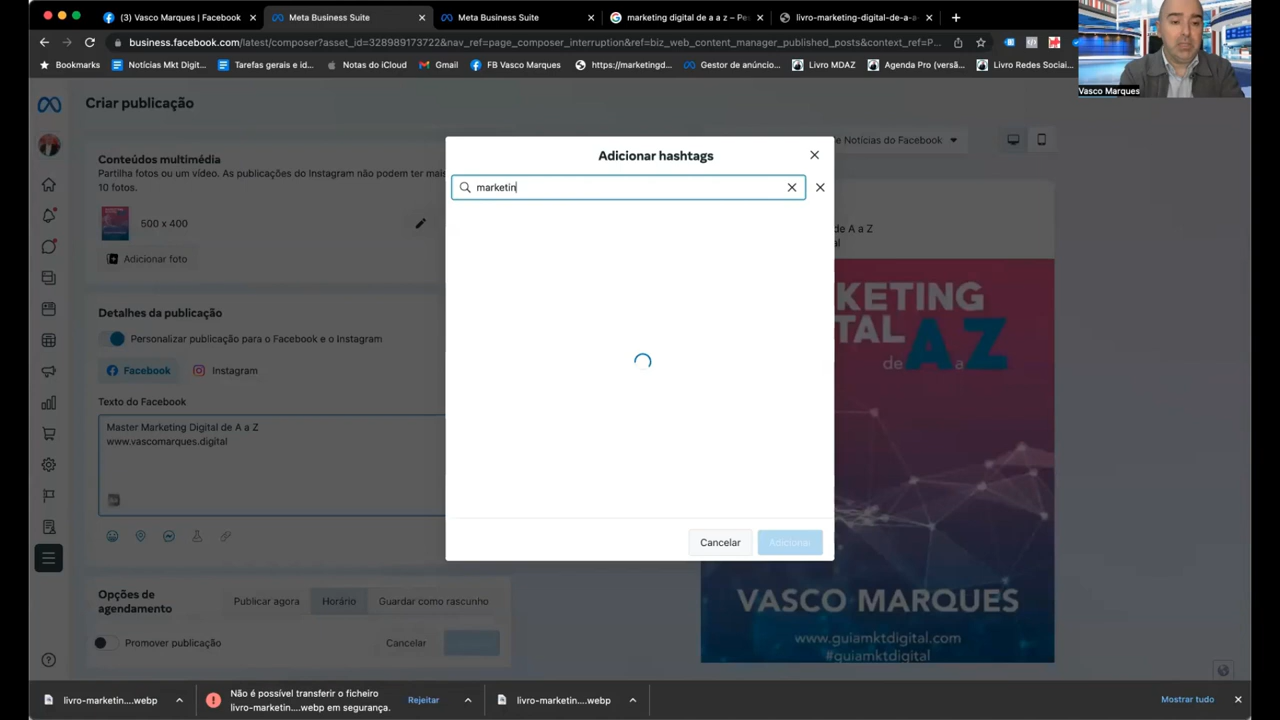 (3) Vasco Marques | Facebook
Meta Business Suite
Meta Business Suite
marketing digital de a a z – Pe
livro-marketing-digital-de-a-a-
business.facebook.com/latest/composer?asset_id=326989173722&nav_ref=page_composer_interruption&ref=biz_web_content_manager_published_posts&context_ref=P...
Bookmarks
Notícias Mkt Digit...
Tarefas gerais e id...
Notas do iCloud
Gmail
FB Vasco Marques
https://marketingd...
Gestor de anúncio...
Livro MDAZ
Agenda Pro (versã...
Livro Redes Sociai...
Vasco Marques
Criar publicação
Conteúdos multimédia
Partilha fotos ou um vídeo. As publicações do Instagram não podem ter mais
10 fotos.
500 x 400
Adicionar foto
Detalhes da publicação
Personalizar publicação para o Facebook e o Instagram
Facebook
Instagram
Texto do Facebook
Master Marketing Digital de A a Z
www.vascomarques.digital
Opções de
agendamento
Publicar agora
Horário
Guardar como rascunho
Promover publicação
Cancelar
Adicionar hashtags
marketin
Cancelar
Adicionar
e Notícias do Facebook
de A a Z
al
KETING
TAL
de A a Z
VASCO MARQUES
www.guiamktdigital.com
#guiamktdigital
livro-marketin....webp
Não é possível transferir o ficheiro
livro-marketin....webp em segurança.
Rejeitar
livro-marketin....webp
Mostrar tudo